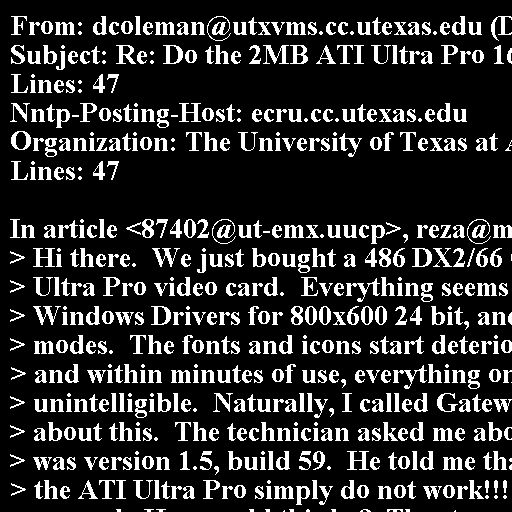 From: dcoleman@utxvms.cc.utexas.edu (D
Subject: Re: Do the 2MB ATI Ultra Pro 16
Lines: 47
Nntp-Posting-Host: ecru.cc.utexas.edu
Organization: The University of Texas at A
Lines: 47

In article <87402@ut-emx.uucp>, reza@m
> Hi there.  We just bought a 486 DX2/66
> Ultra Pro video card.  Everything seems
> Windows Drivers for 800x600 24 bit, and
> modes.  The fonts and icons start deterio
> and within minutes of use, everything on
> unintelligible.  Naturally, I called Gatew
> about this.  The technician asked me abo
> was version 1.5, build 59.  He told me tha
> the ATI Ultra Pro simply do not work!!!